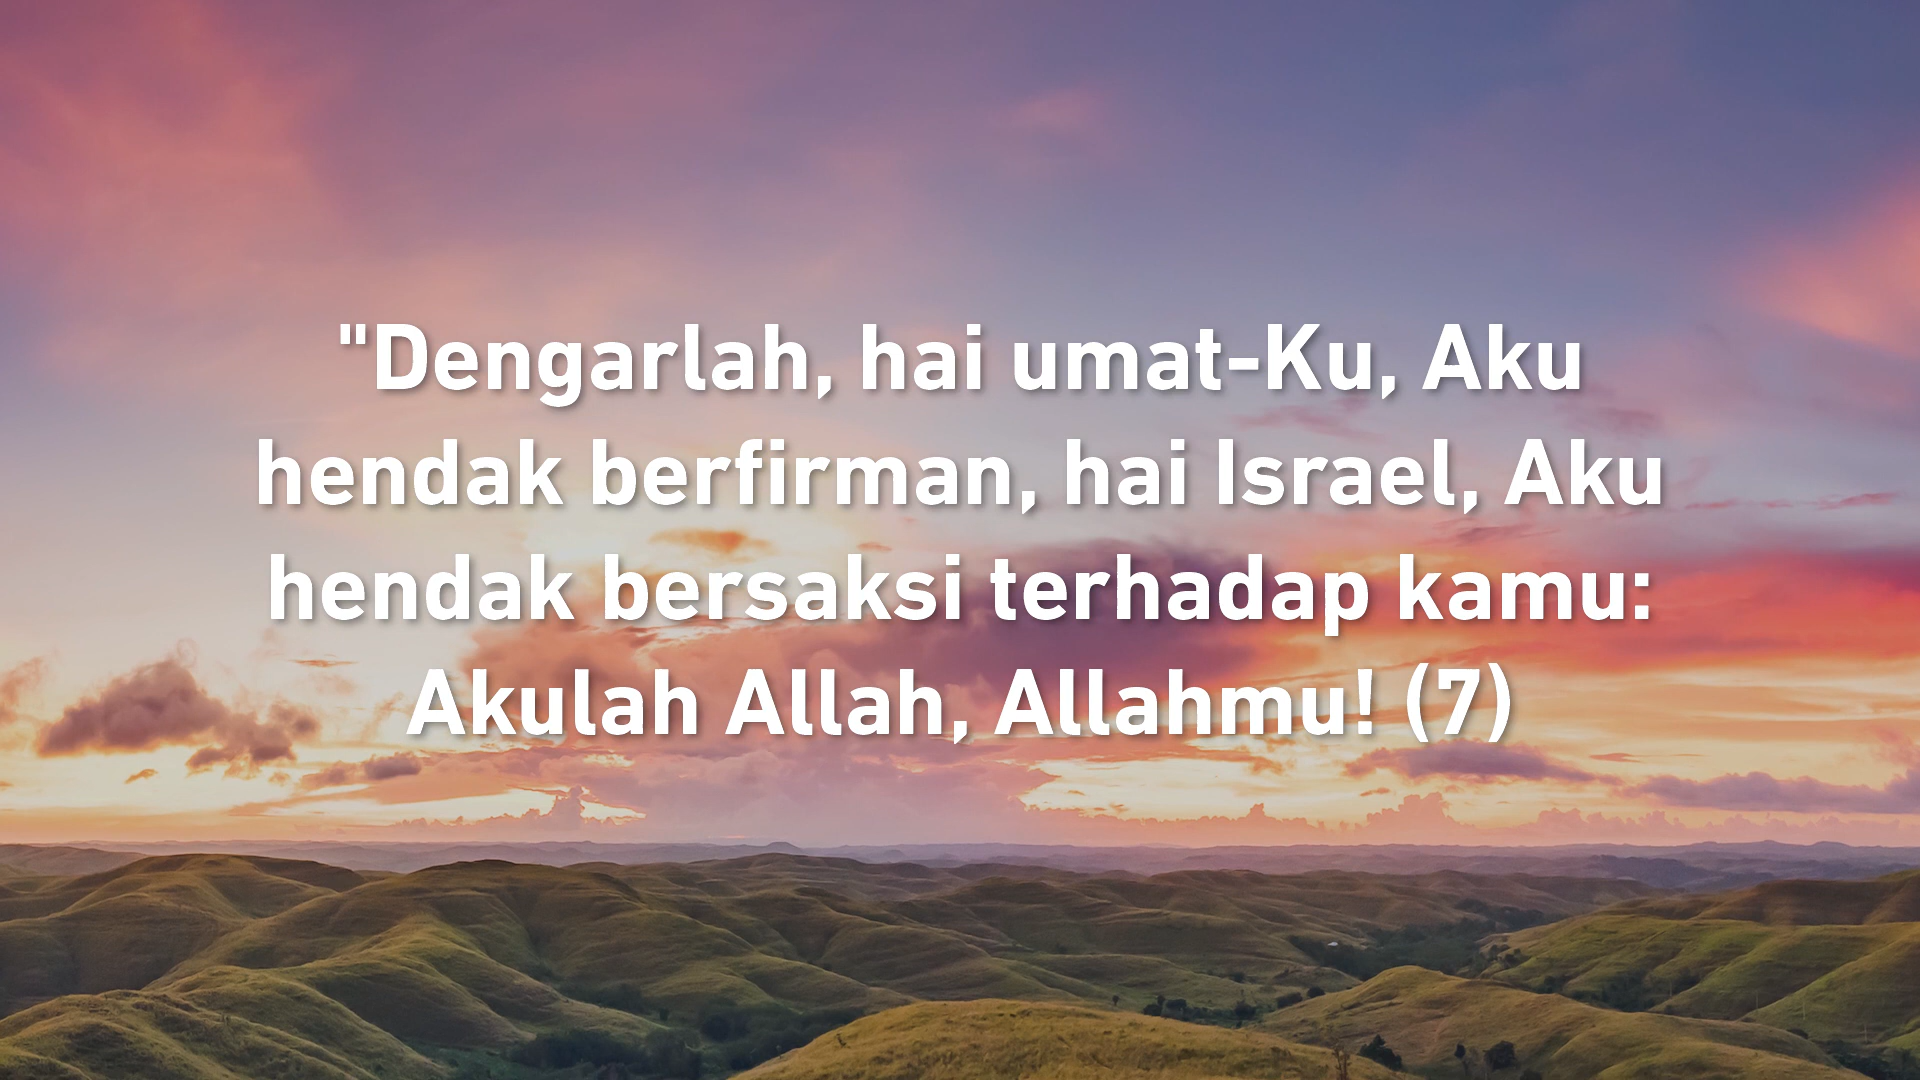 "Dengarlah, hai umat-Ku, Aku
hendak berfirman, hai Israel, Aku
hendak bersaksi terhadap kamu:
Akulah Allah, Allahmu! (7)